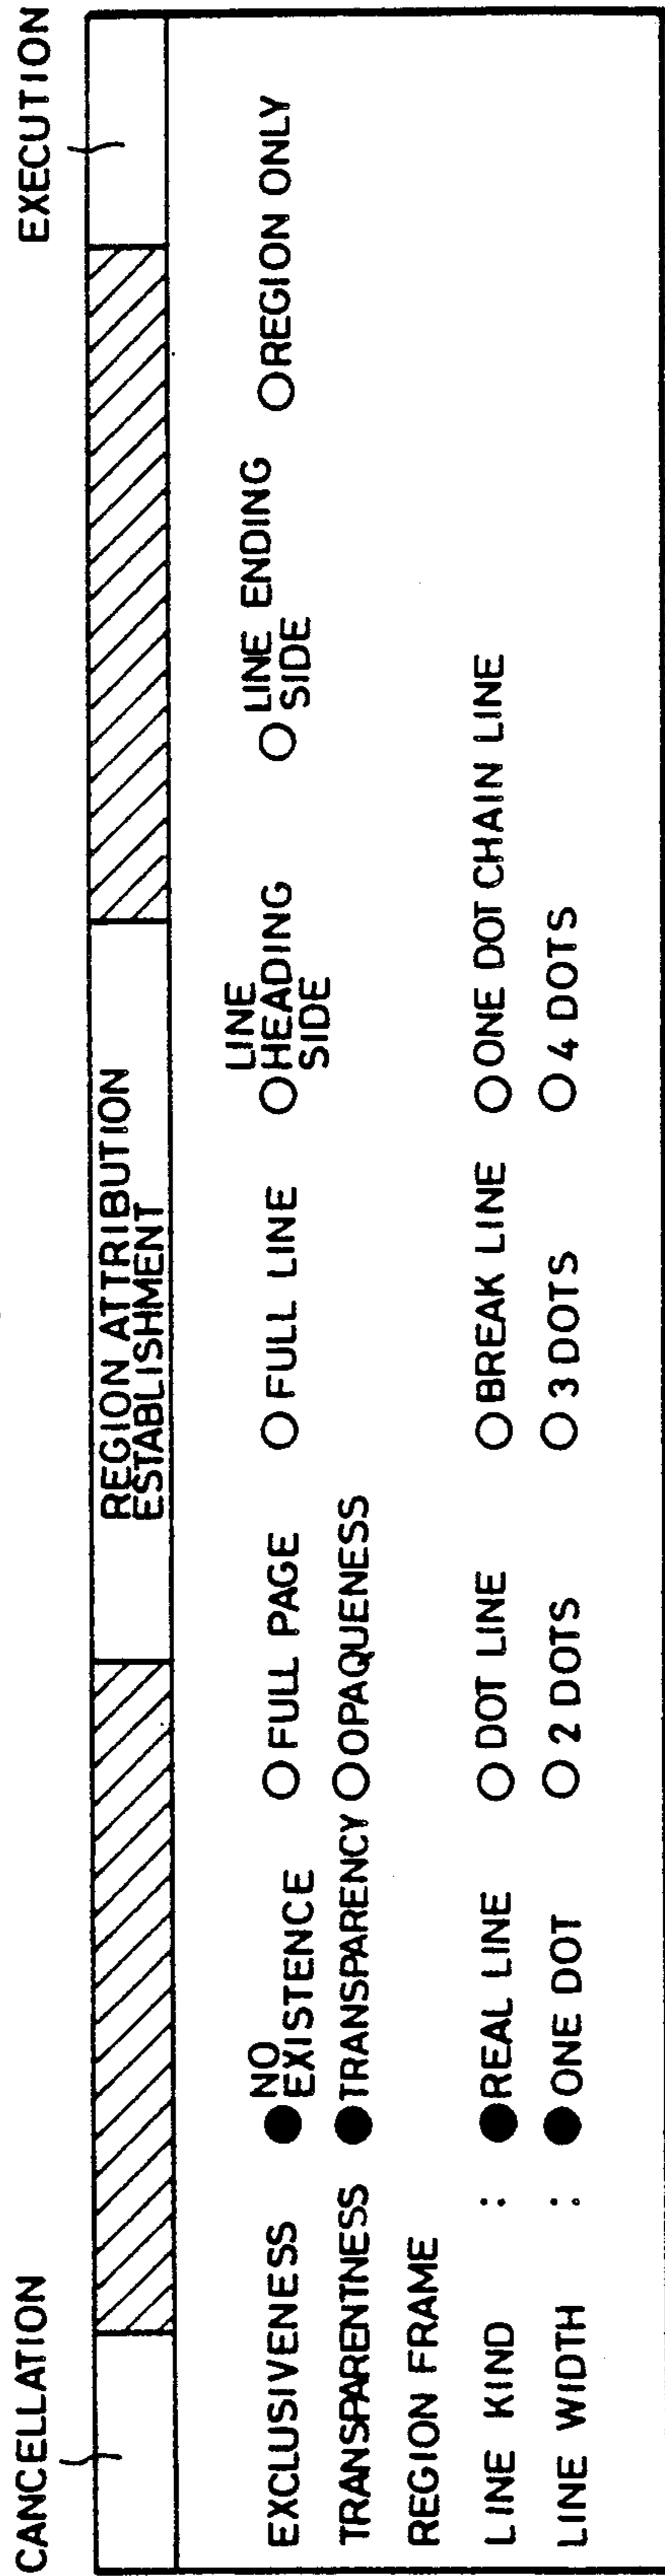 CANCELLATION
EXECUTION
REGION ATTRIBUTION
ESTABLISHMENT
EXCLUSIVENESS ●NO EXISTENCE ○FULL PAGE ○FULL LINE ○LINE HEADING SIDE ○LINE ENDING SIDE ○REGION ONLY
TRANSPARENTNESS ●TRANSPARENCY ○OPAQUENESS
REGION FRAME
LINE KIND : ●REAL LINE ○DOT LINE ○BREAK LINE ○ONE DOT CHAIN LINE
LINE WIDTH : ●ONE DOT ○2 DOTS ○3 DOTS ○4 DOTS